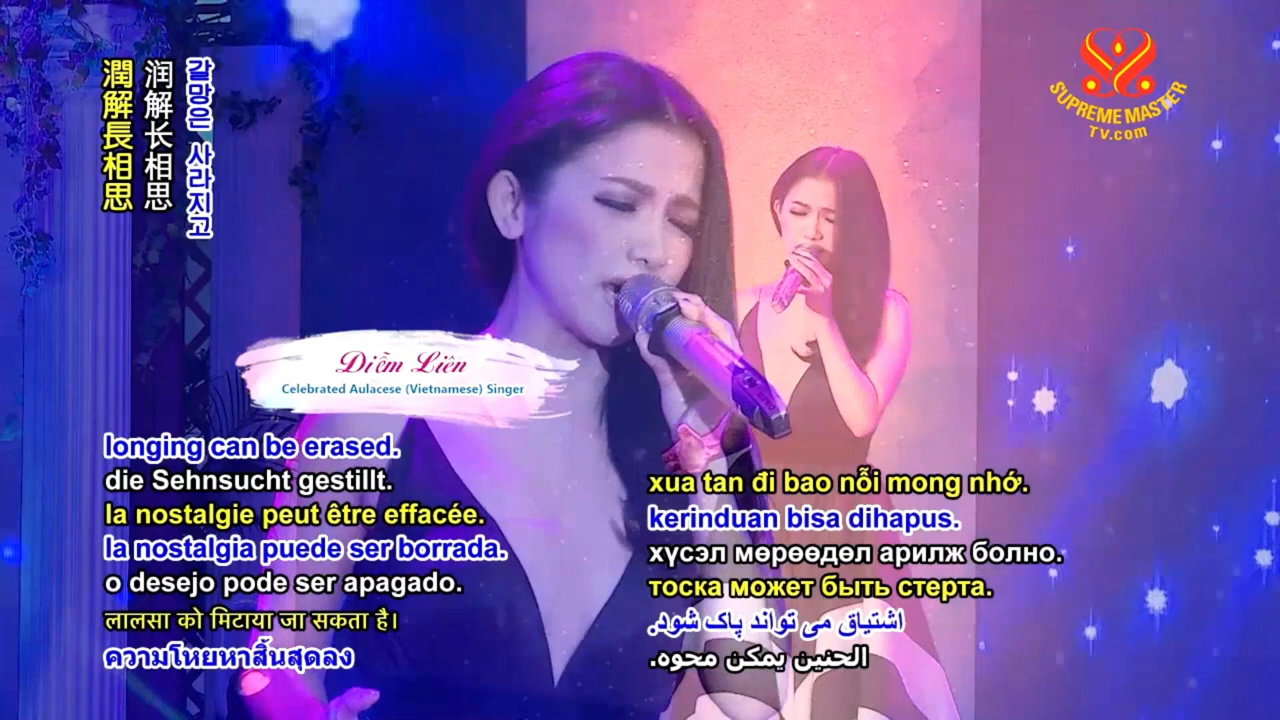 潤解長相思
润解长相思
갈망은 사라지고
SUPREME MASTER
TV.com
Diễm Liên
Celebrated Aulacese (Vietnamese) Singer
longing can be erased.
die Sehnsucht gestillt.
la nostalgie peut être effacée.
la nostalgia puede ser borrada.
o desejo pode ser apagado.
लालसा को मिटाया जा सकता है।
ความโหยหาสิ้นสุดลง
xua tan đi bao nỗi mong nhớ.
kerinduan bisa dihapus.
хүсэл мөрөөдөл арилж болно.
тоска может быть стерта.
اشتیاق می تواند پاک شود.
الحنين يمكن محوه.